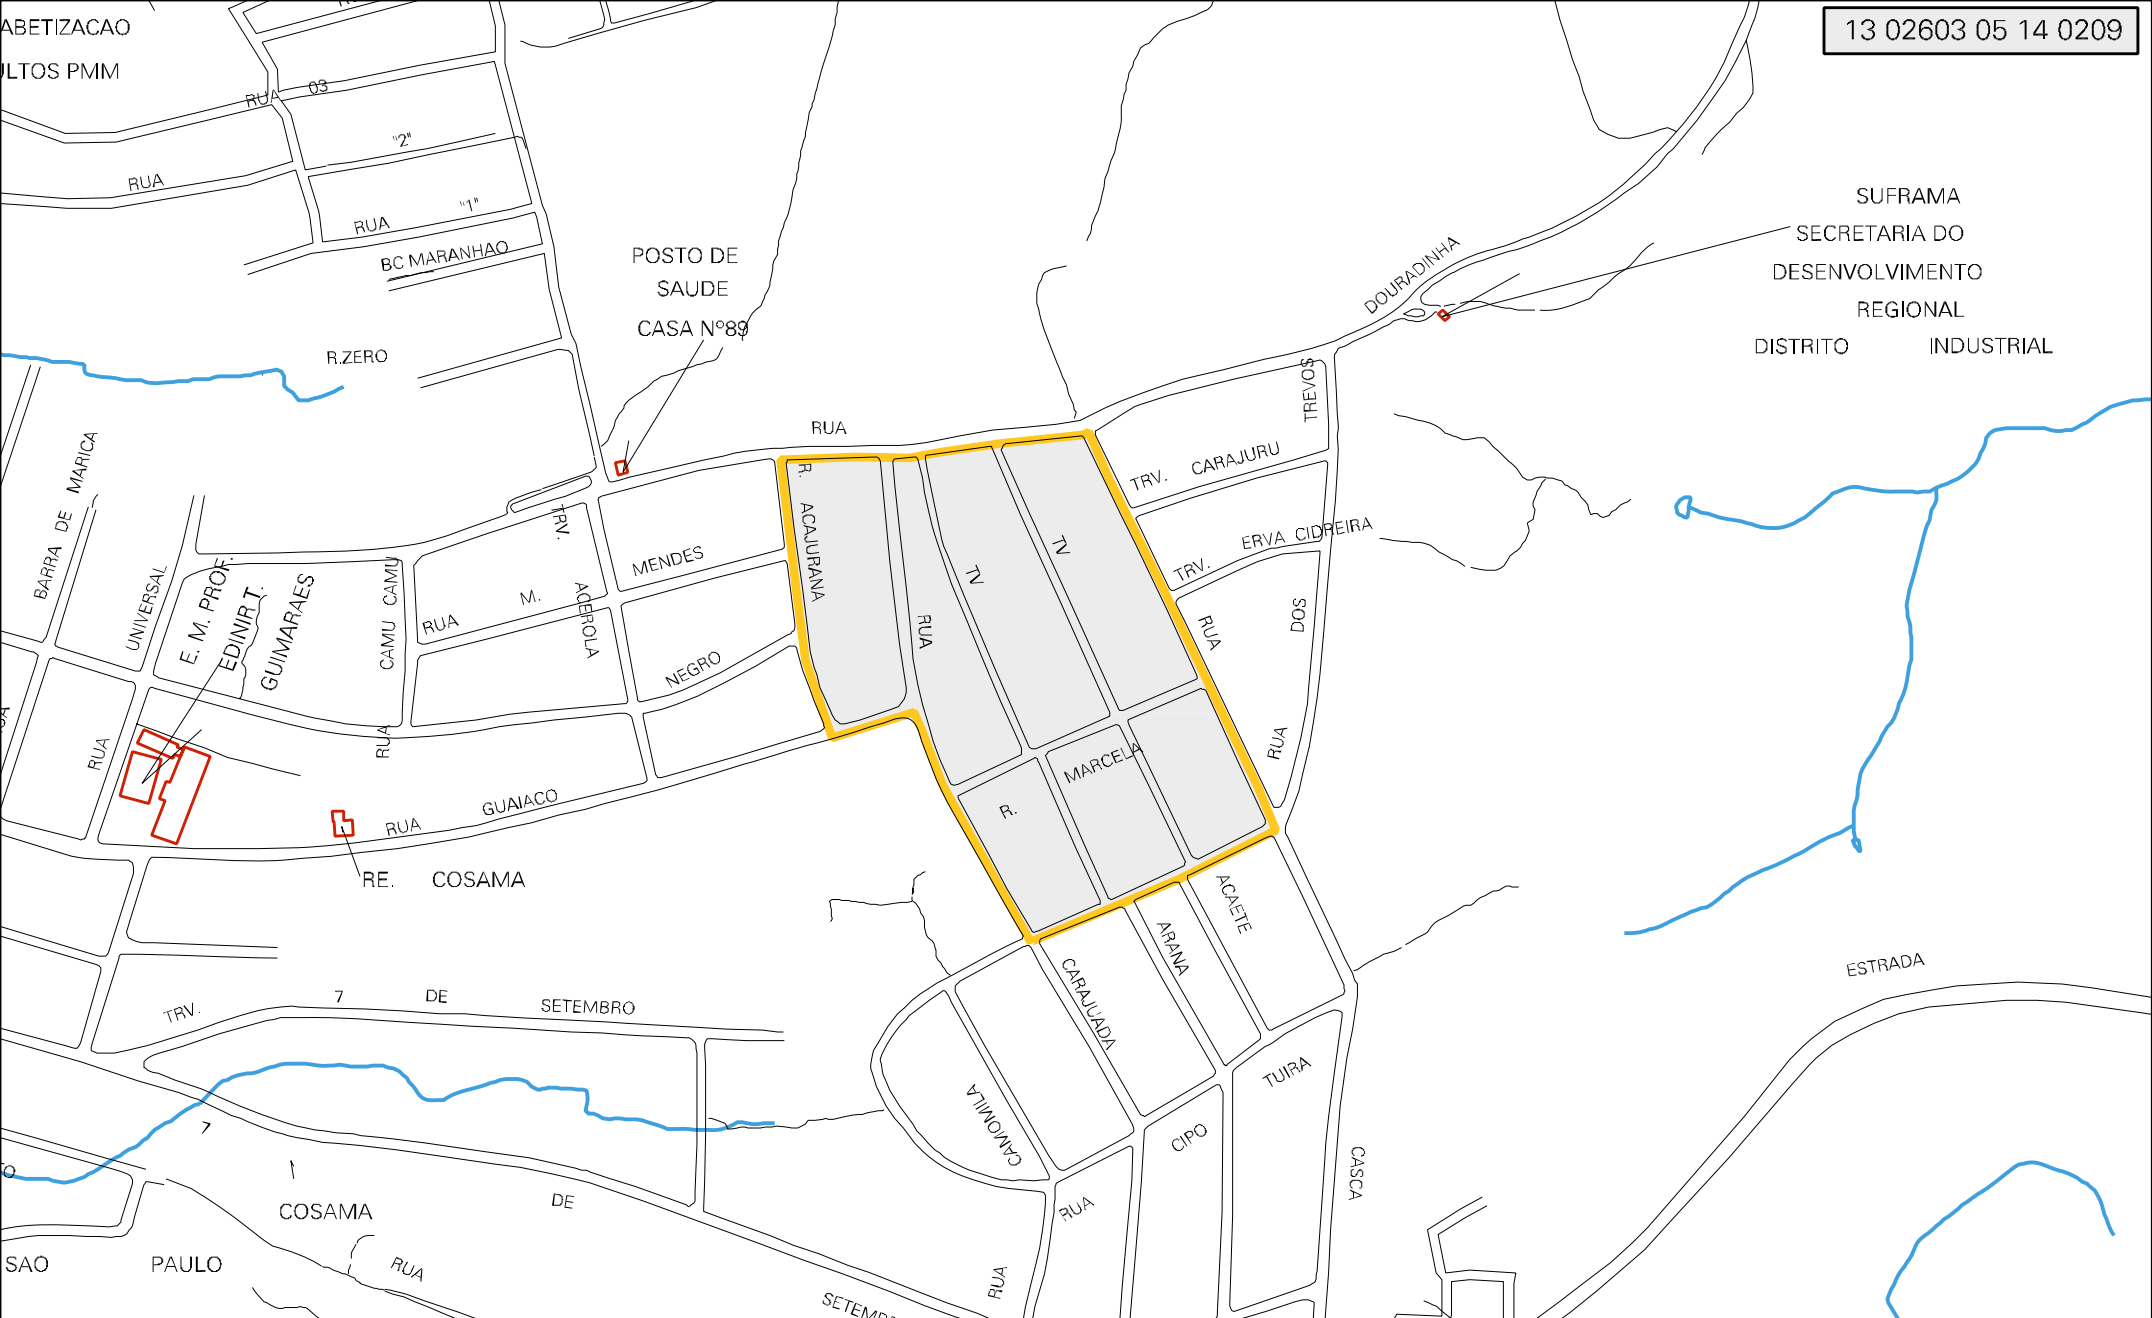 ABETIZACAO
ULTOS PMM
13 02603 05 14 0209
RUA 03
"2"
RUA
"1"
RUA
BC MARANHAO
R.ZERO
POSTO DE
SAUDE
CASA Nº89
SUFRAMA
SECRETARIA DO
DESENVOLVIMENTO
REGIONAL
DISTRITO INDUSTRIAL
DOURADINHA
RUA
TREVOS
DOS
RUA
TRV. CARAJURU
TRV. ERVA CIDREIRA
BARRA DE MARICA
UNIVERSAL
RUA
E. M. PROF.
EDINIR T.
GUIMARAES
CAMU CAMU
RUA
TRV.
ACEROLA
RUA M. MENDES
NEGRO
R. ACAJURANA
RUA
TV
TV
RUA
R. MARCELA
RUA GUAIACO
RE. COSAMA
ACAETE
ARANA
CARAJUADA
CAMOMILA
TUIRA
CIPO
RUA
RUA
CASCA
ESTRADA
TRV. 7 DE SETEMBRO
7
DE
COSAMA
SAO PAULO
RUA